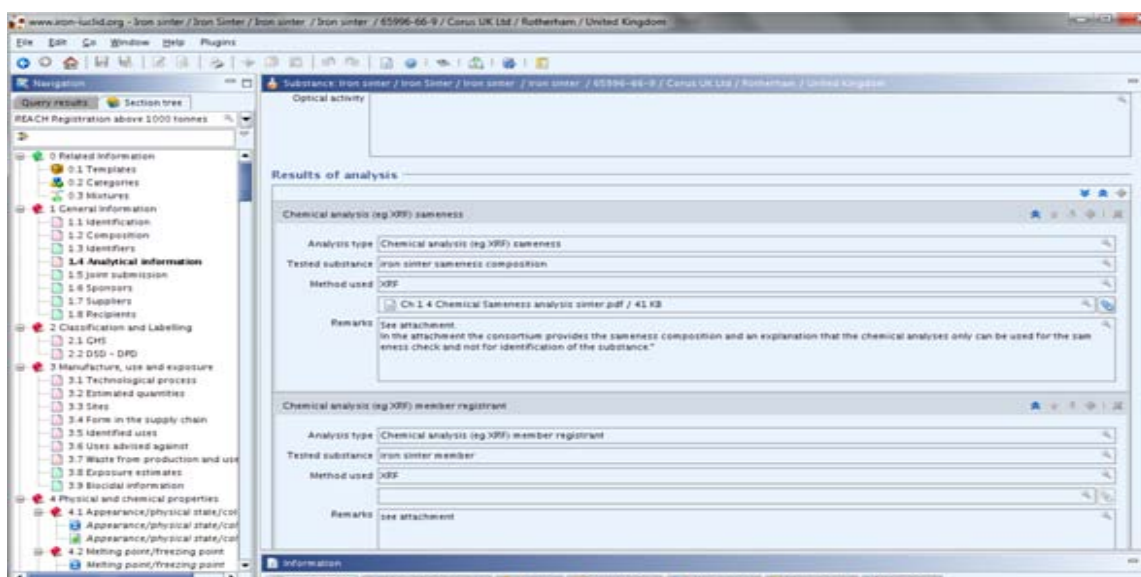 www.iron-iuclid.org - Iron sinter / Iron Sinter / Iron sinter / Iron sinter / 65996-66-9 / Corus UK Ltd / Rotherham / United Kingdom
File Edit Go Window Help Plugins
Navigation
Query results
Section tree
REACH Registration above 1000 tonnes
0 Related Information
0.1 Templates
0.2 Categories
0.3 Mixtures
1 General Information
1.1 Identification
1.2 Composition
1.3 Identifiers
1.4 Analytical information
1.5 Joint submission
1.6 Sponsors
1.7 Suppliers
1.8 Recipients
2 Classification and Labelling
2.1 GHS
2.2 DSD - DPD
3 Manufacture, use and exposure
3.1 Technological process
3.2 Estimated quantities
3.3 Sites
3.4 Form in the supply chain
3.5 Identified uses
3.6 Uses advised against
3.7 Waste from production and use
3.8 Exposure estimates
3.9 Biocidal information
4 Physical and chemical properties
4.1 Appearance/physical state/col
Appearance/physical state/col
Appearance/physical state/col
4.2 Melting point/freezing point
Melting point/freezing point
Substance: Iron sinter / Iron Sinter / Iron sinter / Iron sinter / 65996-66-9 / Corus UK Ltd / Rotherham / United Kingdom
Optical activity
Results of analysis
Chemical analysis (eg XRF) sameness
Analysis type Chemical analysis (eg XRF) sameness
Tested substance iron sinter sameness composition
Method used XRF
Ch 1 4 Chemical Sameness analysis sinter.pdf / 41 KB
Remarks See attachment.
In the attachment the consortium provides the sameness composition and an explanation that the chemical analyses only can be used for the sam
eness check and not for identification of the substance."
Chemical analysis (eg XRF) member registrant
Analysis type Chemical analysis (eg XRF) member registrant
Tested substance iron sinter member
Method used XRF
Remarks see attachment
Information